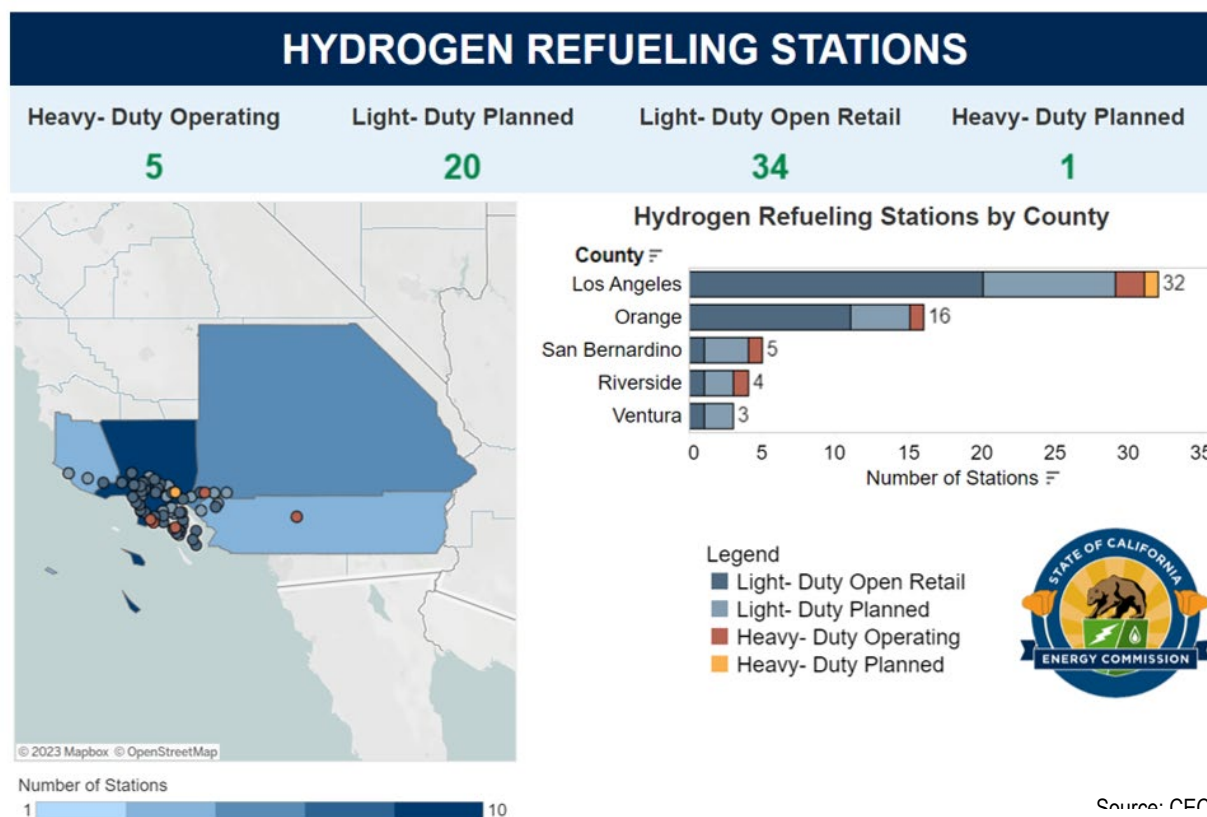 HYDROGEN REFUELING STATIONS
Heavy- Duty Operating
Light- Duty Planned
Light- Duty Open Retail
Heavy- Duty Planned
5
20
34
1
Hydrogen Refueling Stations by County
County
Los Angeles
32
Orange
16
San Bernardino
5
Riverside
4
Ventura
3
0 5 10 15 20 25 30 35
Number of Stations
Legend
Light- Duty Open Retail
Light- Duty Planned
Heavy- Duty Operating
Heavy- Duty Planned
STATE OF CALIFORNIA
ENERGY COMMISSION
© 2023 Mapbox © OpenStreetMap
Number of Stations
1 10
Source: CEC